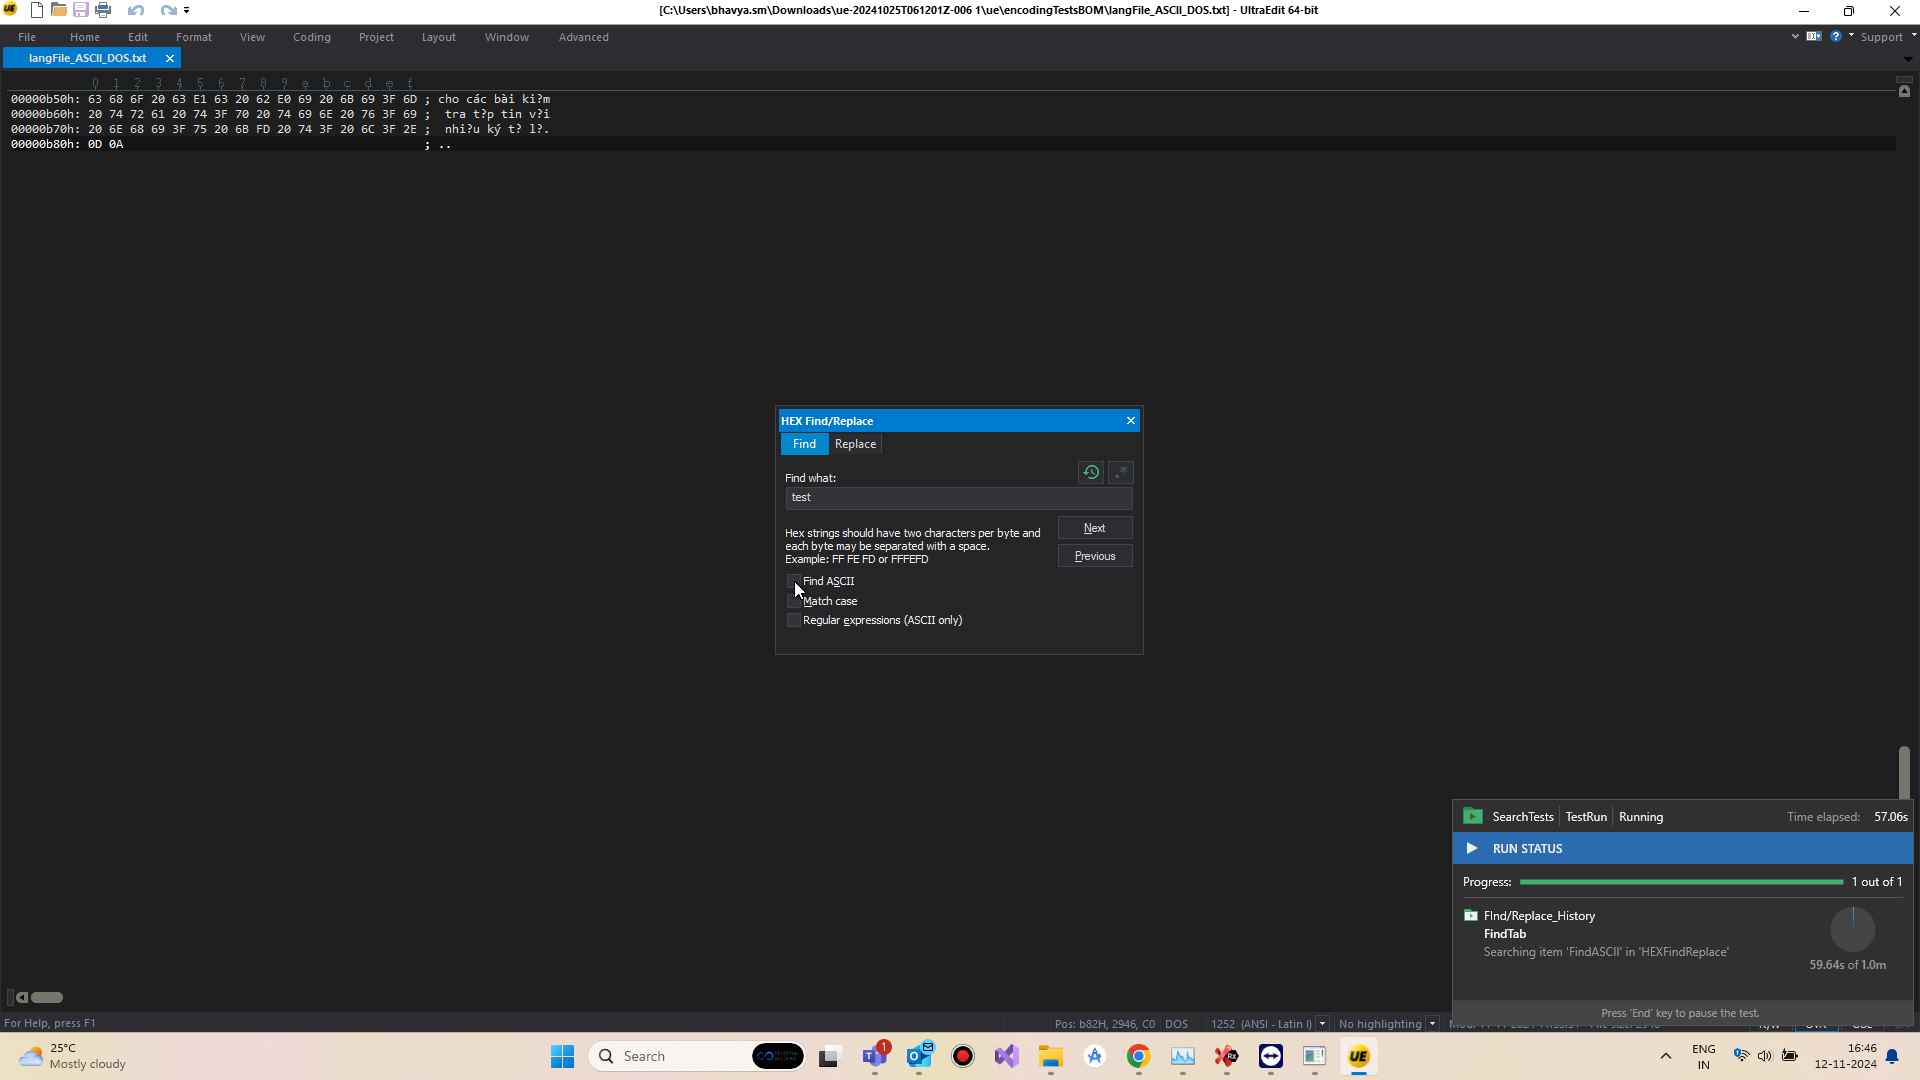 [C:\Users\bhavya.sm\Downloads\ue-20241025T061201Z-006 1\ue\encodingTestsBOM\langFile_ASCII_DOS.txt] - UltraEdit 64-bit
File Home Edit Format View Coding Project Layout Window Advanced Support
langFile_ASCII_DOS.txt
0 1 2 3 4 5 6 7 8 9 a b c d e f
00000b50h: 63 68 6F 20 63 E1 63 20 62 E0 69 20 6B 69 3F 6D ; cho các bài ki?m
00000b60h: 20 74 72 61 20 74 3F 70 20 74 69 6E 20 76 3F 69 ;  tra t?p tin v?i
00000b70h: 20 6E 68 69 3F 75 20 6B FD 20 74 3F 20 6C 3F 2E ;  nhi?u ký t? l?.
00000b80h: 0D 0A ; ..
HEX Find/Replace
Find Replace
Find what:
test
Hex strings should have two characters per byte and
each byte may be separated with a space.
Example: FF FE FD or FFFEFD
Next
Previous
Find ASCII
Match case
Regular expressions (ASCII only)
SearchTests TestRun Running Time elapsed: 57.06s
RUN STATUS
Progress: 1 out of 1
FInd/Replace_History
FindTab
Searching item 'FindASCII' in 'HEXFindReplace'
59.64s of 1.0m
Press 'End' key to pause the test.
For Help, press F1
Pos: b82H, 2946, C0 DOS 1252 (ANSI - Latin I) No highlighting
25°C
Mostly cloudy
Search
1
UE
ENG
IN
16:46
12-11-2024